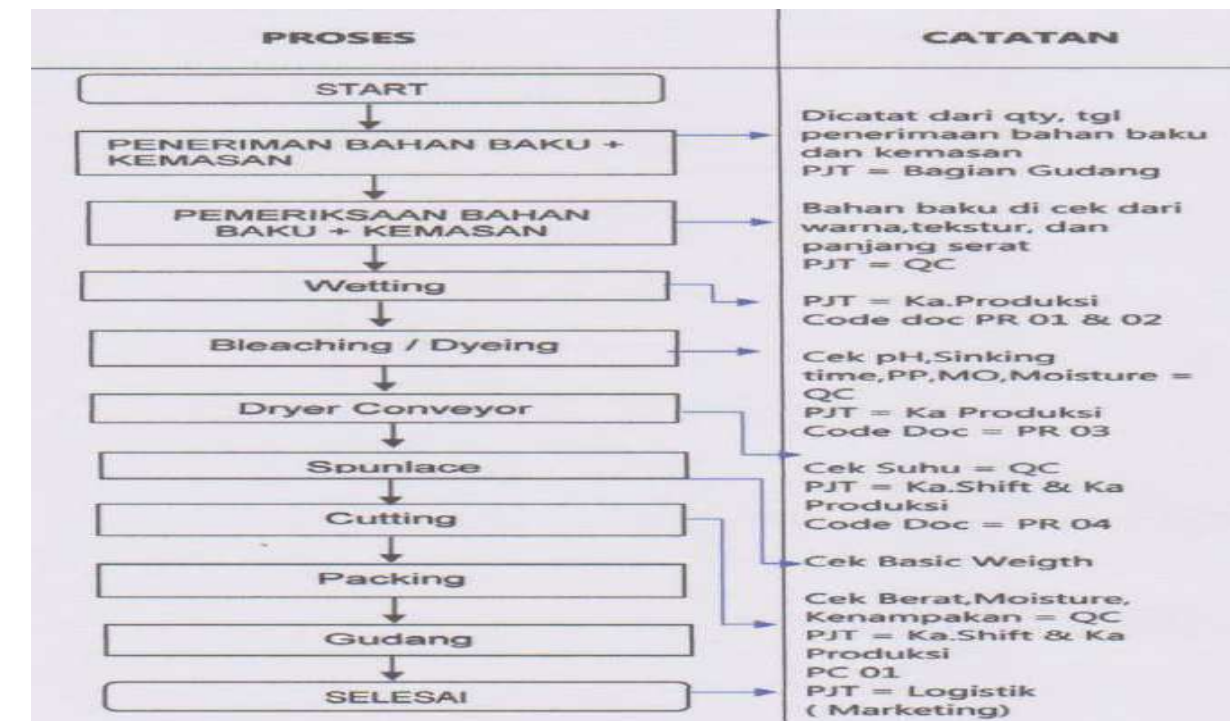 PROSES
CATATAN
START
PENERIMAN BAHAN BAKU +
KEMASAN
PEMERIKSAAN BAHAN
BAKU + KEMASAN
Wetting
Bleaching / Dyeing
Dryer Conveyor
Spunlace
Cutting
Packing
Gudang
SELESAI
Dicatat dari qty, tgl
penerimaan bahan baku
dan kemasan
PJT = Bagian Gudang
Bahan baku di cek dari
warna,tekstur, dan
panjang serat
PJT = QC
PJT = Ka.Produksi
Code doc PR 01 & 02
Cek pH,Sinking
time,PP,MO,Moisture =
QC
PJT = Ka Produksi
Code Doc = PR 03
Cek Suhu = QC
PJT = Ka.Shift & Ka
Produksi
Code Doc = PR 04
Cek Basic Weigth
Cek Berat,Moisture,
Kenampakan = QC
PJT = Ka.Shift & Ka
Produksi
PC 01
PJT = Logistik
( Marketing)